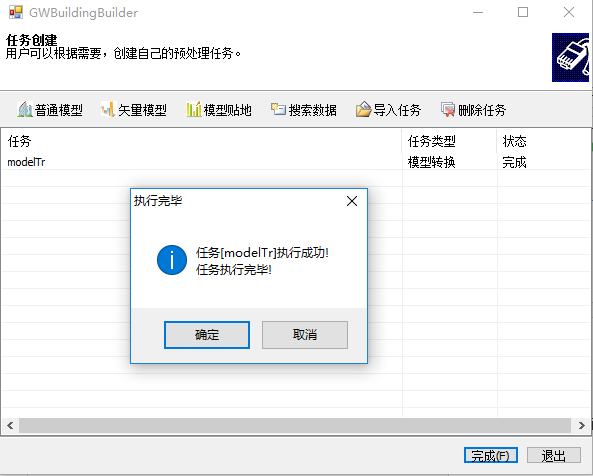 GWBuildingBuilder
任务创建
用户可以根据需要，创建自己的预处理任务。
普通模型 矢量模型 模型贴地 搜索数据 导入任务 删除任务
任务 任务类型 状态
modelTr 模型转换 完成
执行完毕
任务[modelTr]执行成功!
任务执行完毕!
确定 取消
完成(F) 退出